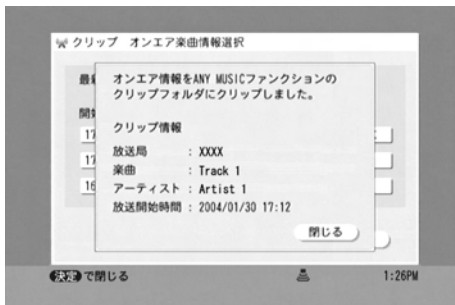 クリップ オンエア楽曲情報選択
オンエア情報をANY MUSICファンクションの
クリップフォルダにクリップしました。
クリップ情報
放送局 : XXXX
楽曲 : Track 1
アーティスト : Artist 1
放送開始時間 : 2004/01/30 17:12
閉じる
最
開
17
17
16
決定 で閉じる
1:26PM